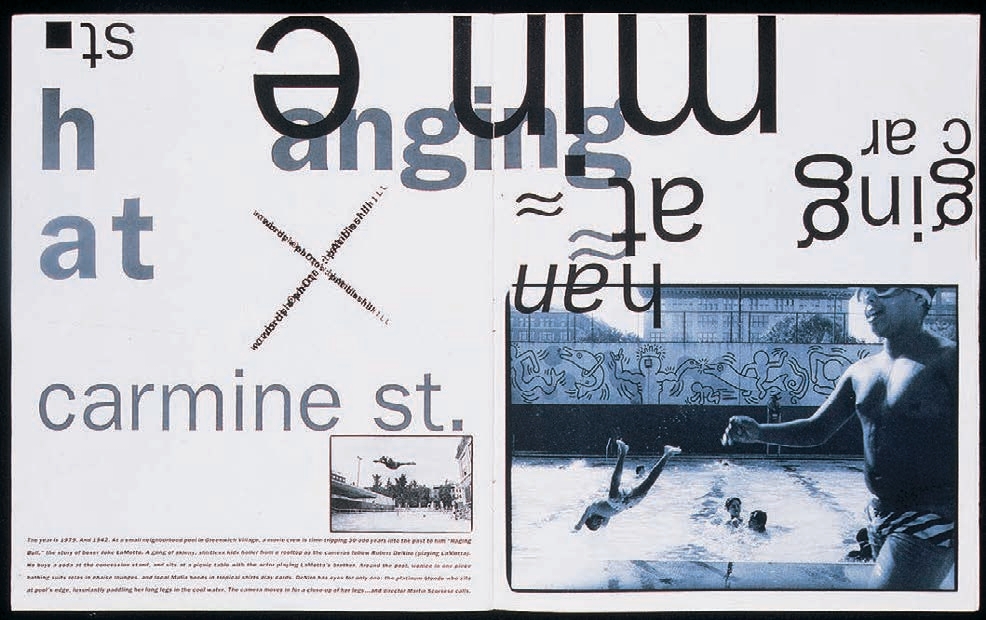 st.
e min
hanging
at
carmine st.
c ar
ging
ging
at
han
The year is 1979. And 1942. At a small neighborhood pool in Greenwich Village, a movie crew is time-tripping 30-odd years into the past to film "Raging
Bull," the story of boxer Jake LaMotta. A gang of skinny, shirtless kids holler from a rooftop as the cameras follow Robert DeNiro (playing LaMotta).
He buys a soda at the concession stand, and sits at a picnic table with the actor playing LaMotta's brother. Around the pool, women in one-piece
bathing suits relax in chaise lounges, and local Mafia heads in tropical shirts play cards. DeNiro has eyes for only one: the platinum blonde who sits
at pool's edge, luxuriantly paddling her long legs in the cool water. The camera moves in for a close-up of her legs...and director Martin Scorsese calls,